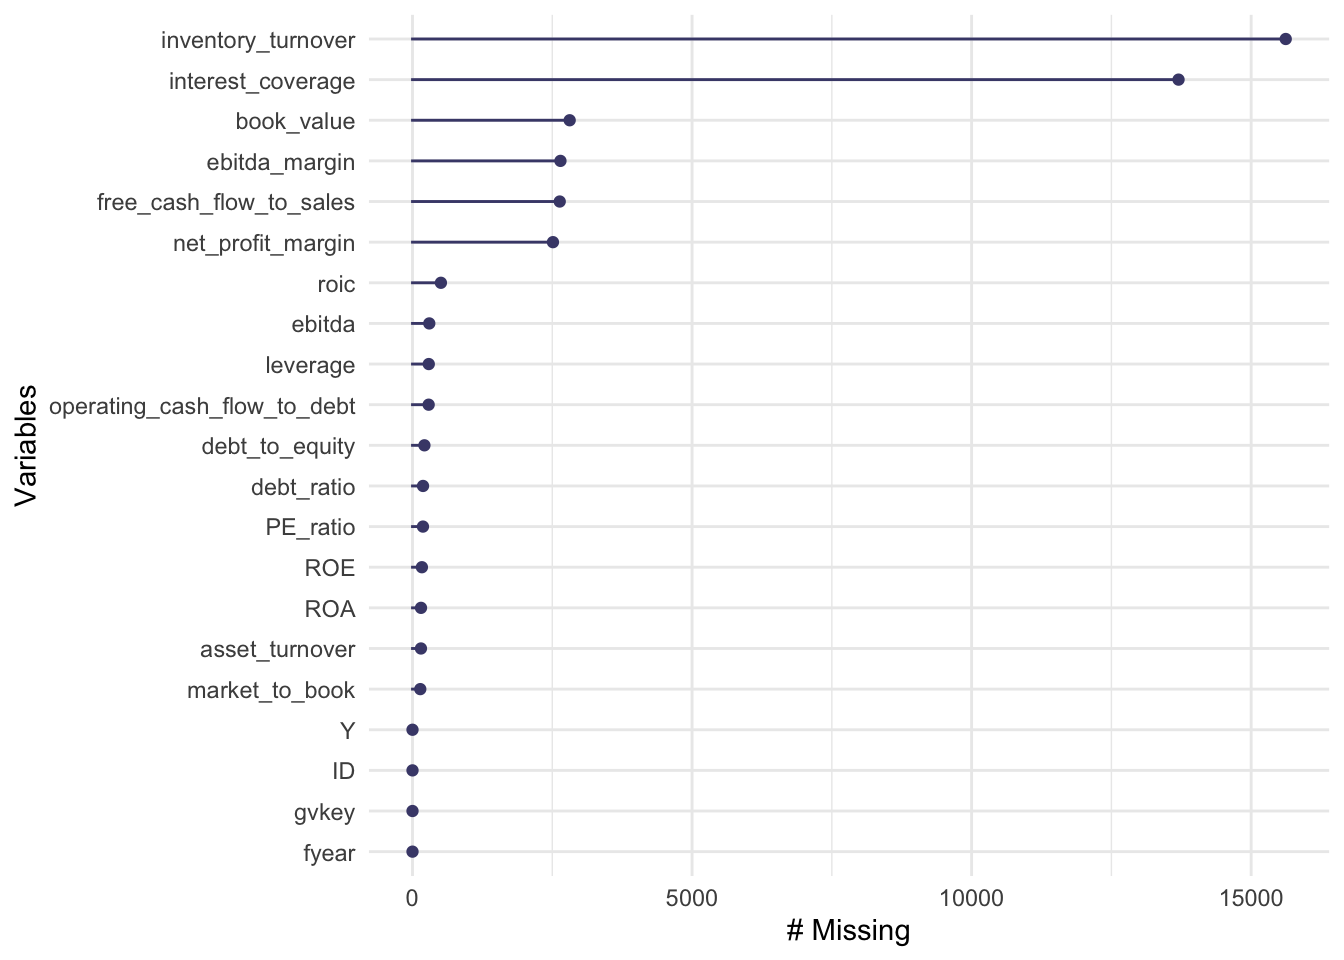 inventory_turnover
interest_coverage
book_value
ebitda_margin
free_cash_flow_to_sales
net_profit_margin
roic
ebitda
leverage
operating_cash_flow_to_debt
debt_to_equity
debt_ratio
PE_ratio
ROE
ROA
asset_turnover
market_to_book
Y
ID
gvkey
fyear
Variables
0 5000 10000 15000
# Missing